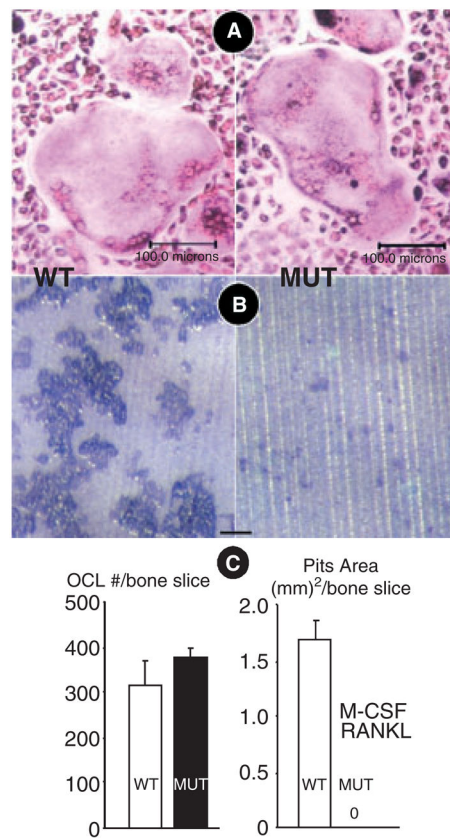 A
100.0 microns
100.0 microns
WT
MUT
B
C
OCL #/bone slice
500
400
300
200
100
0
WT
MUT
Pits Area
(mm)²/bone slice
2.0
1.5
1.0
0.5
0
M-CSF
RANKL
WT
MUT
0